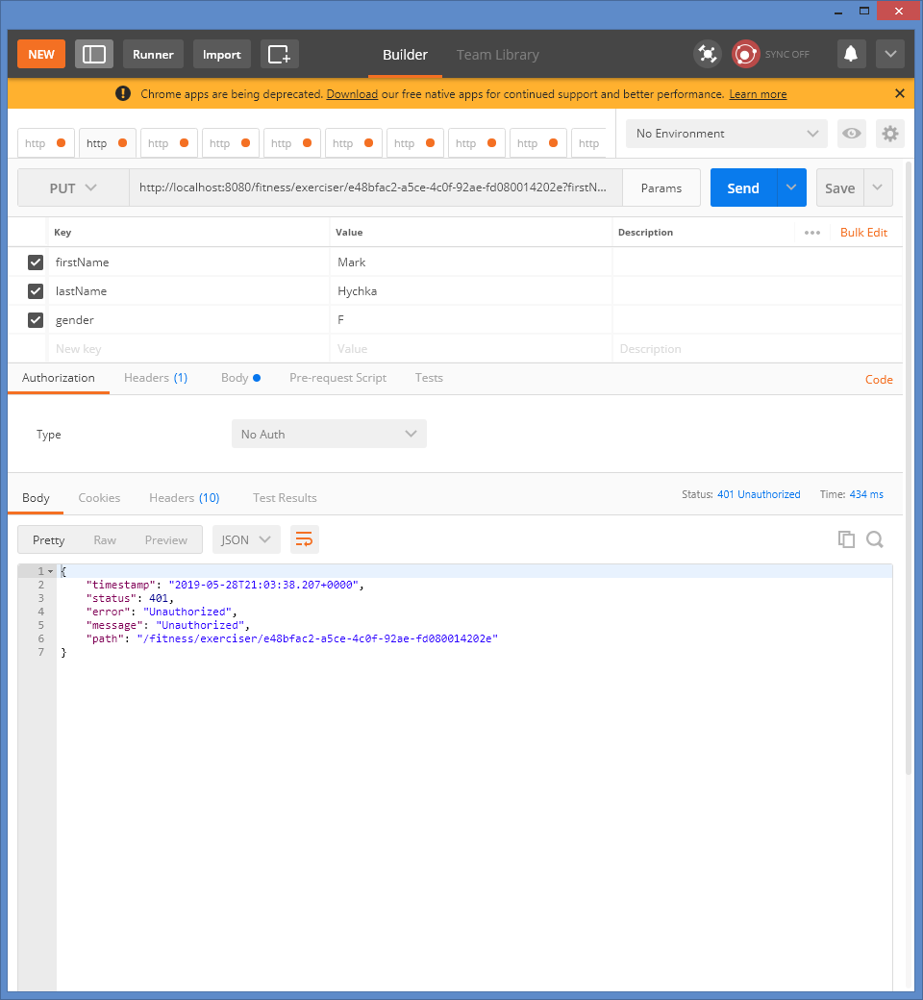 NEW Runner Import Builder Team Library SYNC OFF
Chrome apps are being deprecated. Download our free native apps for continued support and better performance. Learn more
http http http http http http http http http http No Environment
PUT http://localhost:8080/fitness/exerciser/e48bfac2-a5ce-4c0f-92ae-fd080014202e?firstN... Params Send Save
Key Value Description Bulk Edit
firstName Mark
lastName Hychka
gender F
New key Value Description
Authorization Headers (1) Body Pre-request Script Tests Code
Type No Auth
Body Cookies Headers (10) Test Results Status: 401 Unauthorized Time: 434 ms
Pretty Raw Preview JSON
1 {
2 "timestamp": "2019-05-28T21:03:38.207+0000",
3 "status": 401,
4 "error": "Unauthorized",
5 "message": "Unauthorized",
6 "path": "/fitness/exerciser/e48bfac2-a5ce-4c0f-92ae-fd080014202e"
7 }